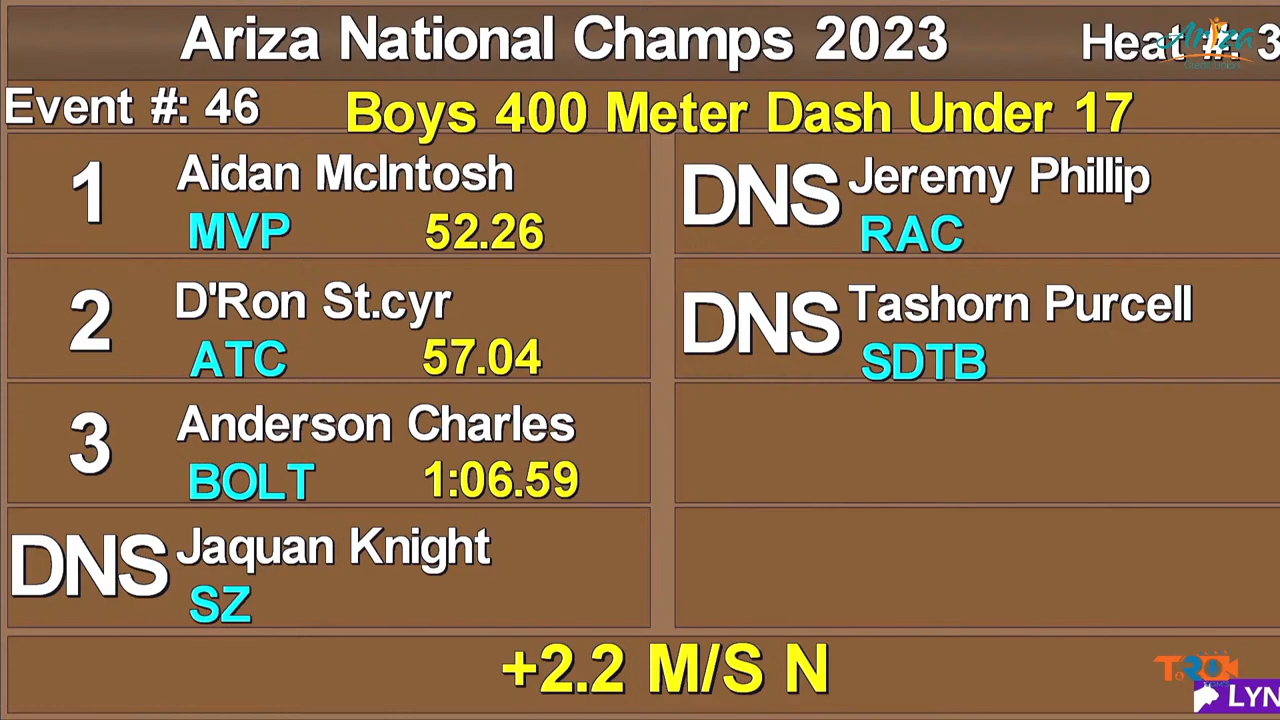 Ariza National Champs 2023
Heat #: 3
Ariza
Event #: 46
Boys 400 Meter Dash Under 17
1 Aidan McIntosh
MVP 52.26
2 D'Ron St.cyr
ATC 57.04
3 Anderson Charles
BOLT 1:06.59
DNS Jaquan Knight
SZ
DNS Jeremy Phillip
RAC
DNS Tashorn Purcell
SDTB
+2.2 M/S N
LYN